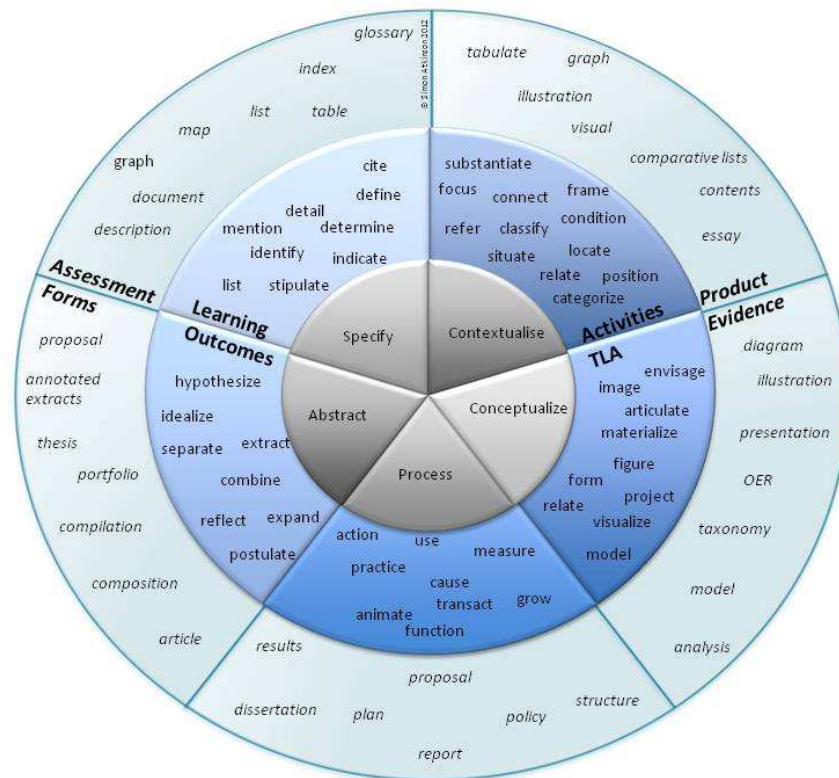 glossary
index
list
table
map
graph
document
description
© Simon Atkinson 2012
tabulate
graph
illustration
visual
comparative lists
contents
essay
cite
define
detail
determine
mention
identify
indicate
list
stipulate
substantiate
focus
connect
frame
condition
refer
classify
situate
locate
relate
position
categorize
Assessment
Forms
Learning
Outcomes
Specify
Contextualise
Activities
TLA
Product
Evidence
proposal
annotated
extracts
thesis
portfolio
compilation
composition
article
hypothesize
idealize
separate
extract
combine
reflect
expand
postulate
Abstract
Conceptualize
Process
envisage
image
articulate
materialize
figure
form
project
relate
visualize
model
diagram
illustration
presentation
OER
taxonomy
model
analysis
action
use
measure
practice
cause
transact
grow
animate
function
results
proposal
structure
dissertation
plan
policy
report